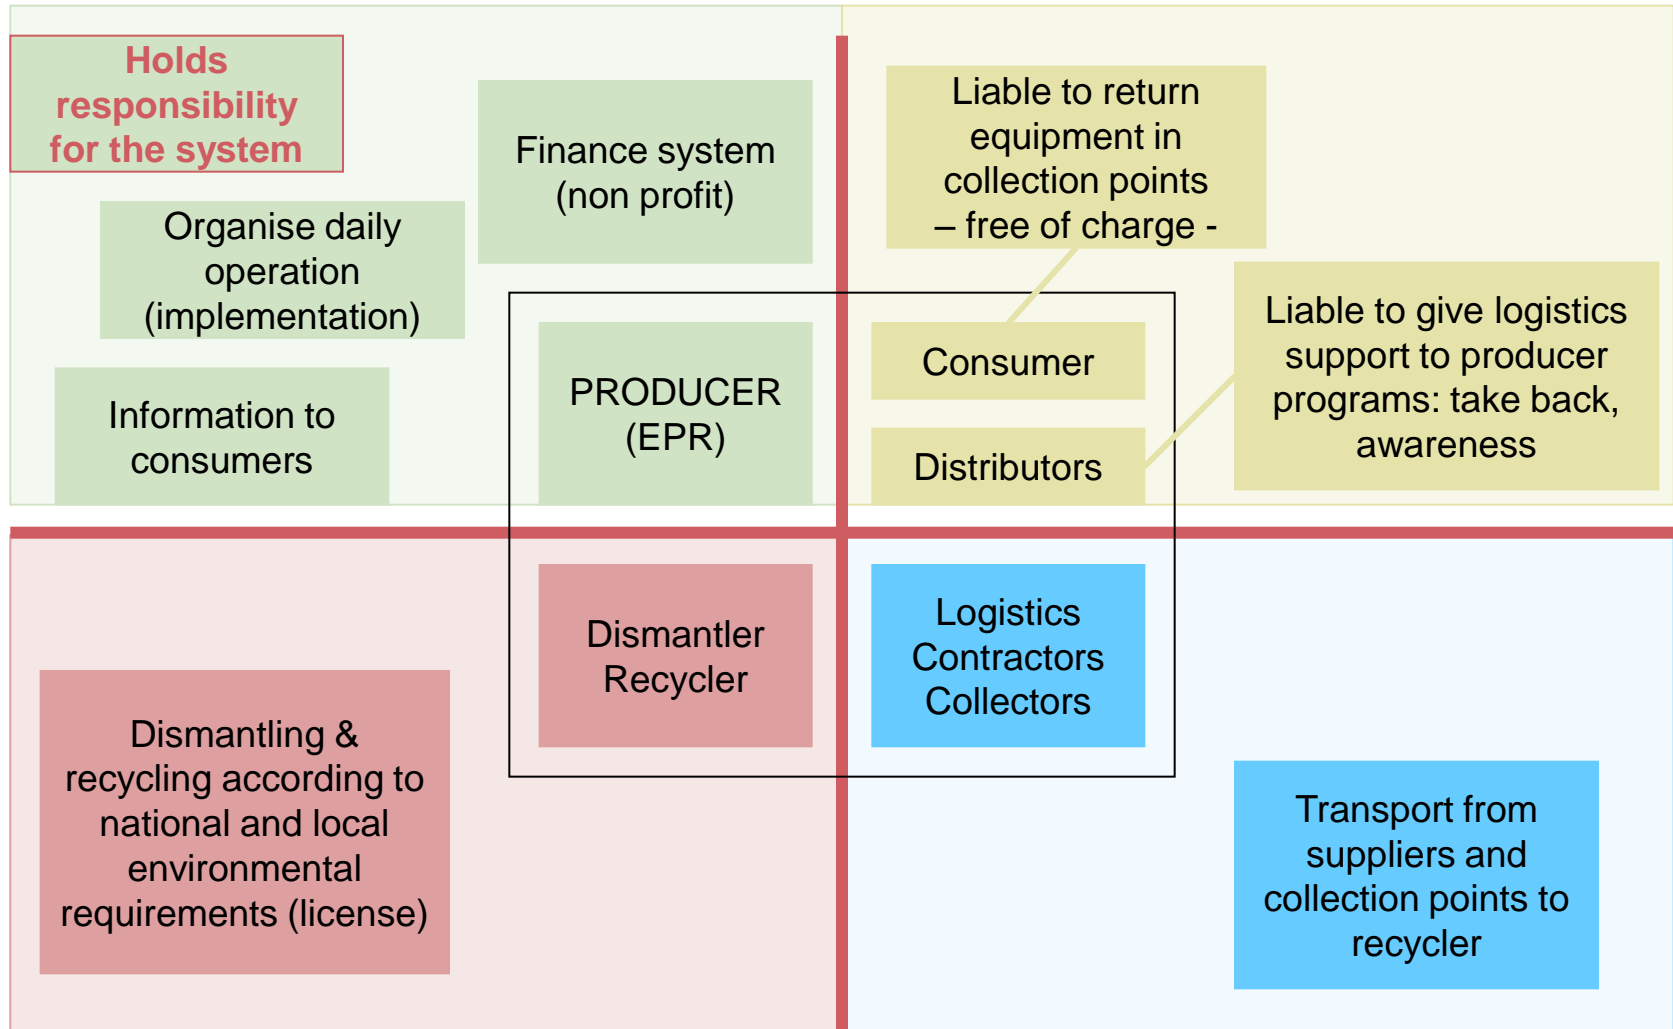 Holds
responsibility
for the system
Finance system
(non profit)
Organise daily
operation
(implementation)
Information to
consumers
PRODUCER
(EPR)
Liable to return
equipment in
collection points
– free of charge -
Consumer
Distributors
Liable to give logistics
support to producer
programs: take back,
awareness
Dismantler
Recycler
Dismantling &
recycling according to
national and local
environmental
requirements (license)
Logistics
Contractors
Collectors
Transport from
suppliers and
collection points to
recycler